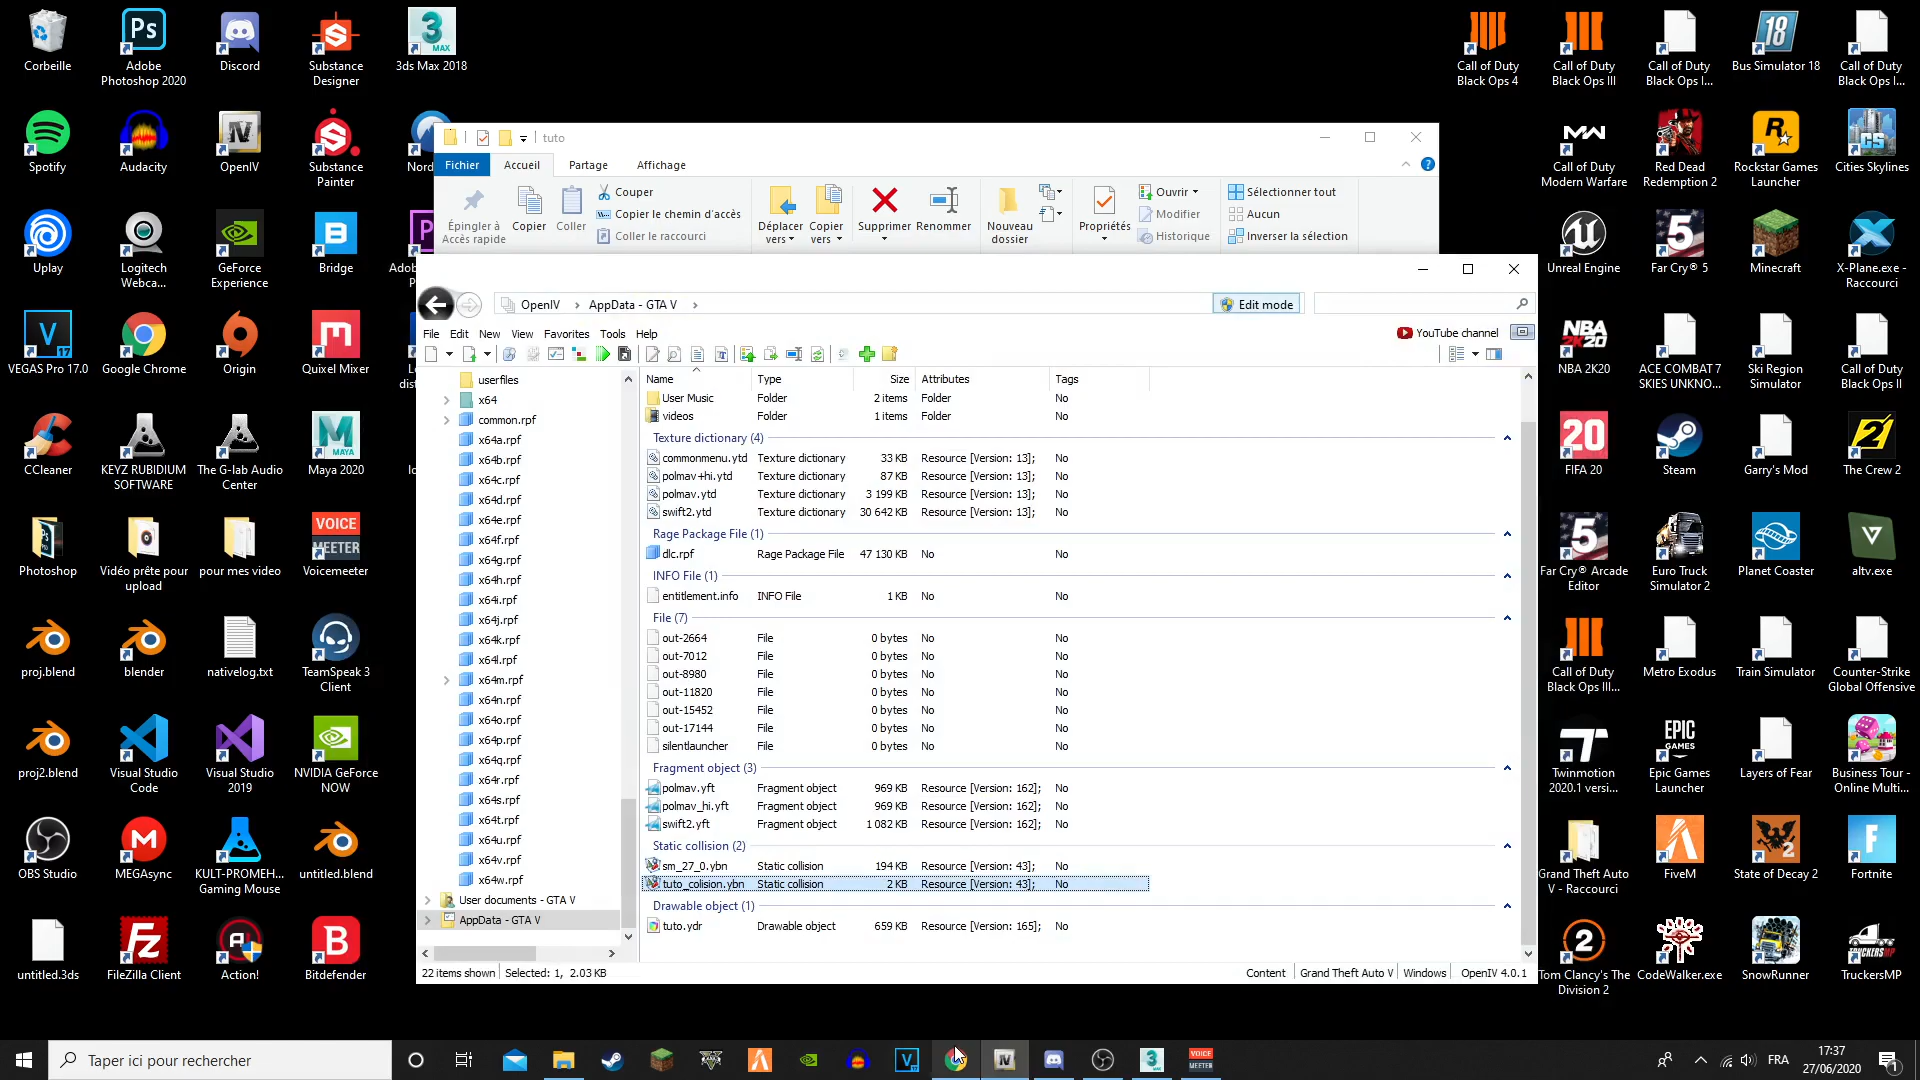 Corbeille
Adobe Photoshop 2020
Discord
Substance Designer
3ds Max 2018
Spotify
Audacity
OpenIV
Substance Painter
Uplay
Logitech Webca...
GeForce Experience
Bridge
VEGAS Pro 17.0
Google Chrome
Origin
Quixel Mixer
CCleaner
KEYZ RUBIDIUM SOFTWARE
The G-lab Audio Center
Maya 2020
Photoshop
Vidéo prête pour upload
pour mes video
Voicemeeter
proj.blend
blender
nativelog.txt
TeamSpeak 3 Client
proj2.blend
Visual Studio Code
Visual Studio 2019
NVIDIA GeForce NOW
OBS Studio
MEGAsync
KULT-PROMEH... Gaming Mouse
untitled.blend
untitled.3ds
FileZilla Client
Action!
Bitdefender
tuto
Fichier Accueil Partage Affichage
Épingler à Accès rapide
Copier
Coller
Couper
Copier le chemin d'accès
Coller le raccourci
Déplacer vers
Copier vers
Supprimer
Renommer
Nouveau dossier
Propriétés
Ouvrir
Modifier
Historique
Sélectionner tout
Aucun
Inverser la sélection
OpenIV › AppData - GTA V ›
Edit mode
File Edit New View Favorites Tools Help
YouTube channel
userfiles
x64
common.rpf
x64a.rpf
x64b.rpf
x64c.rpf
x64d.rpf
x64e.rpf
x64f.rpf
x64g.rpf
x64h.rpf
x64i.rpf
x64j.rpf
x64k.rpf
x64l.rpf
x64m.rpf
x64n.rpf
x64o.rpf
x64p.rpf
x64q.rpf
x64r.rpf
x64s.rpf
x64t.rpf
x64u.rpf
x64v.rpf
x64w.rpf
User documents - GTA V
AppData - GTA V
Name Type Size Attributes Tags
User Music Folder 2 items Folder No
videos Folder 1 items Folder No
Texture dictionary (4)
commonmenu.ytd Texture dictionary 33 KB Resource [Version: 13]; No
polmav+hi.ytd Texture dictionary 87 KB Resource [Version: 13]; No
polmav.ytd Texture dictionary 3 199 KB Resource [Version: 13]; No
swift2.ytd Texture dictionary 30 642 KB Resource [Version: 13]; No
Rage Package File (1)
dlc.rpf Rage Package File 47 130 KB No No
INFO File (1)
entitlement.info INFO File 1 KB No No
File (7)
out-2664 File 0 bytes No No
out-7012 File 0 bytes No No
out-8980 File 0 bytes No No
out-11820 File 0 bytes No No
out-15452 File 0 bytes No No
out-17144 File 0 bytes No No
silentlauncher File 0 bytes No No
Fragment object (3)
polmav.yft Fragment object 969 KB Resource [Version: 162]; No
polmav_hi.yft Fragment object 969 KB Resource [Version: 162]; No
swift2.yft Fragment object 1 082 KB Resource [Version: 162]; No
Static collision (2)
sm_27_0.ybn Static collision 194 KB Resource [Version: 43]; No
tuto_colision.ybn Static collision 2 KB Resource [Version: 43]; No
Drawable object (1)
tuto.ydr Drawable object 659 KB Resource [Version: 165]; No
22 items shown Selected: 1, 2.03 KB
Content Grand Theft Auto V Windows OpenIV 4.0.1
Call of Duty Black Ops 4
Call of Duty Black Ops III
Call of Duty Black Ops I...
Bus Simulator 18
Call of Duty Black Ops I...
Call of Duty Modern Warfare
Red Dead Redemption 2
Rockstar Games Launcher
Cities Skylines
Unreal Engine
Far Cry® 5
Minecraft
X-Plane.exe - Raccourci
NBA 2K20
ACE COMBAT 7 SKIES UNKNO...
Ski Region Simulator
Call of Duty Black Ops II
FIFA 20
Steam
Garry's Mod
The Crew 2
Far Cry® Arcade Editor
Euro Truck Simulator 2
Planet Coaster
altv.exe
Call of Duty Black Ops III...
Metro Exodus
Train Simulator
Counter-Strike Global Offensive
Twinmotion 2020.1 versi...
Epic Games Launcher
Layers of Fear
Business Tour - Online Multi...
Grand Theft Auto V - Raccourci
FiveM
State of Decay 2
Fortnite
Tom Clancy's The Division 2
CodeWalker.exe
SnowRunner
TruckersMP
Taper ici pour rechercher
FRA
17:37
27/06/2020